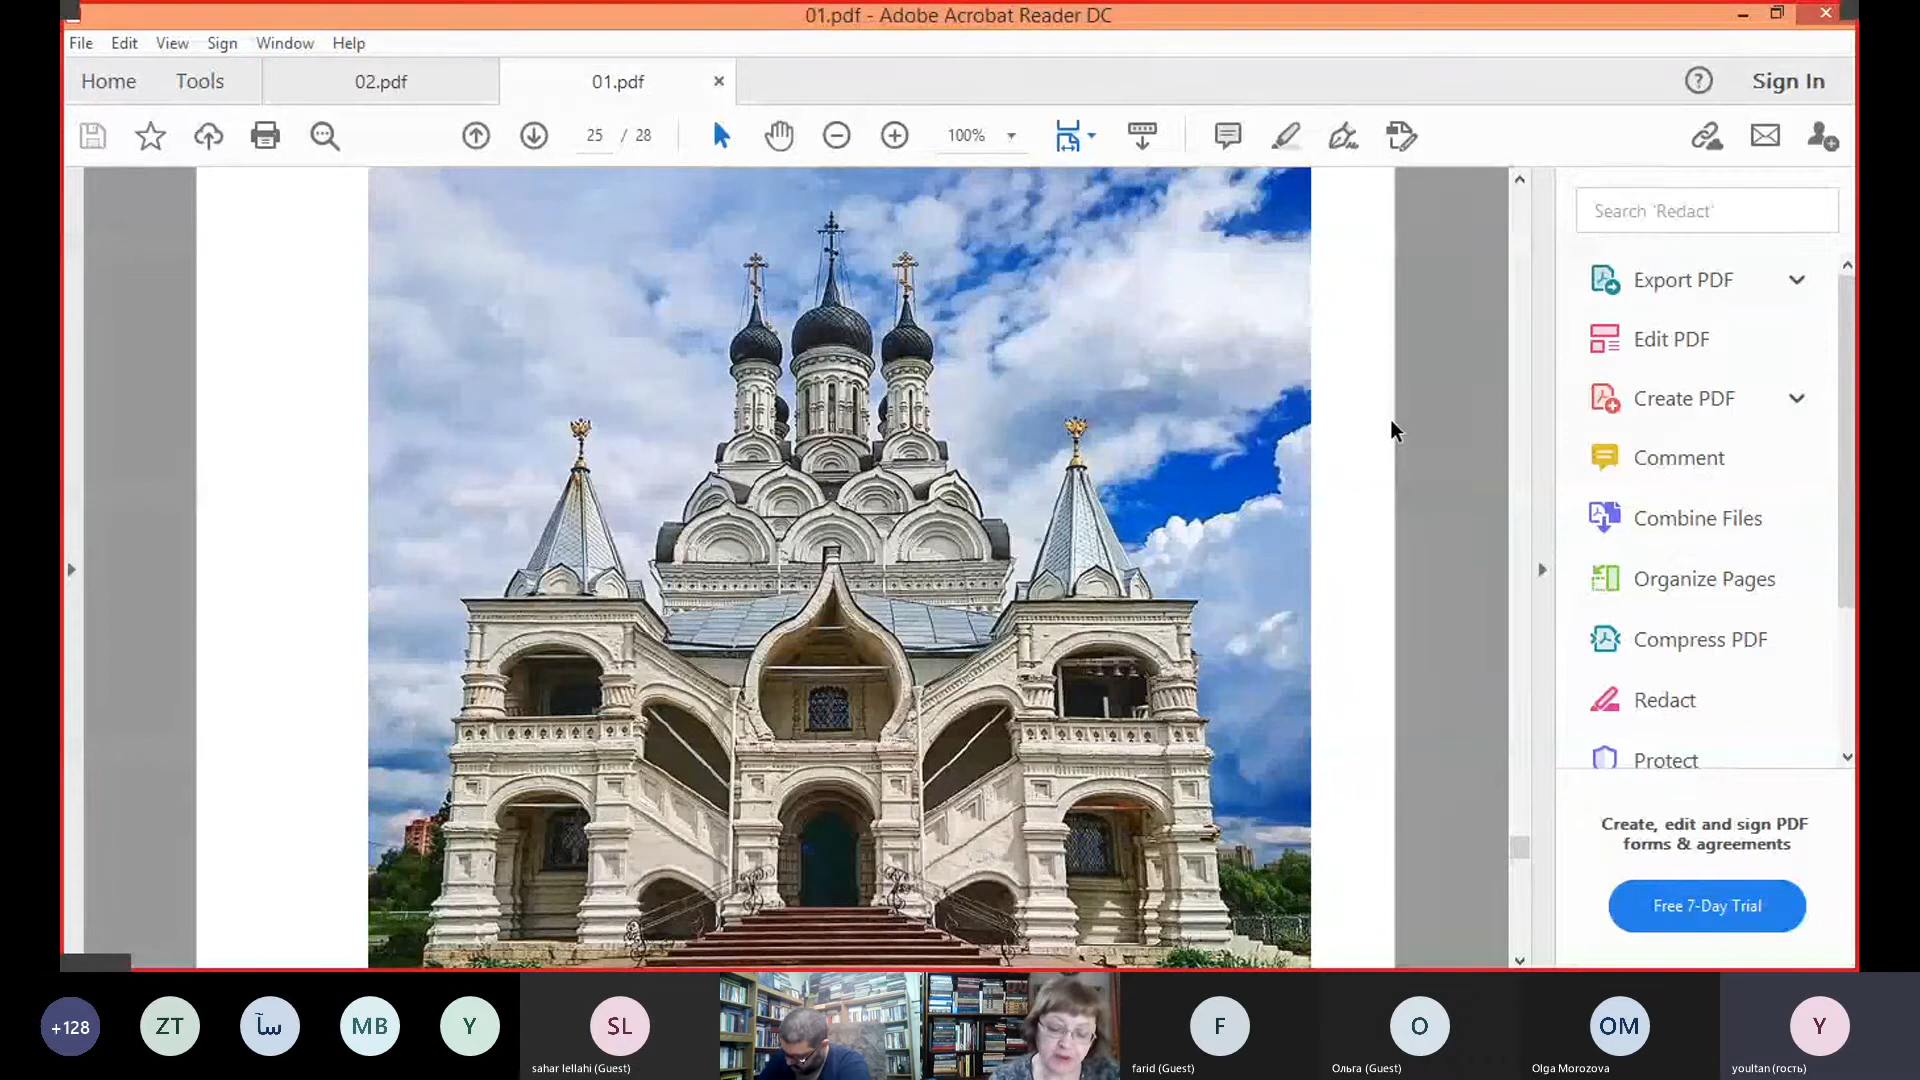 01.pdf - Adobe Acrobat Reader DC
File Edit View Sign Window Help
Home Tools 02.pdf 01.pdf Sign In
25 / 28 100%
Search 'Redact'
Export PDF
Edit PDF
Create PDF
Comment
Combine Files
Organize Pages
Compress PDF
Redact
Protect
Create, edit and sign PDF
forms & agreements
Free 7-Day Trial
+128 ZT سآ MB Y SL F O OM Y
sahar lellahi (Guest) farid (Guest) Ольга (Guest) Olga Morozova youltan (гость)